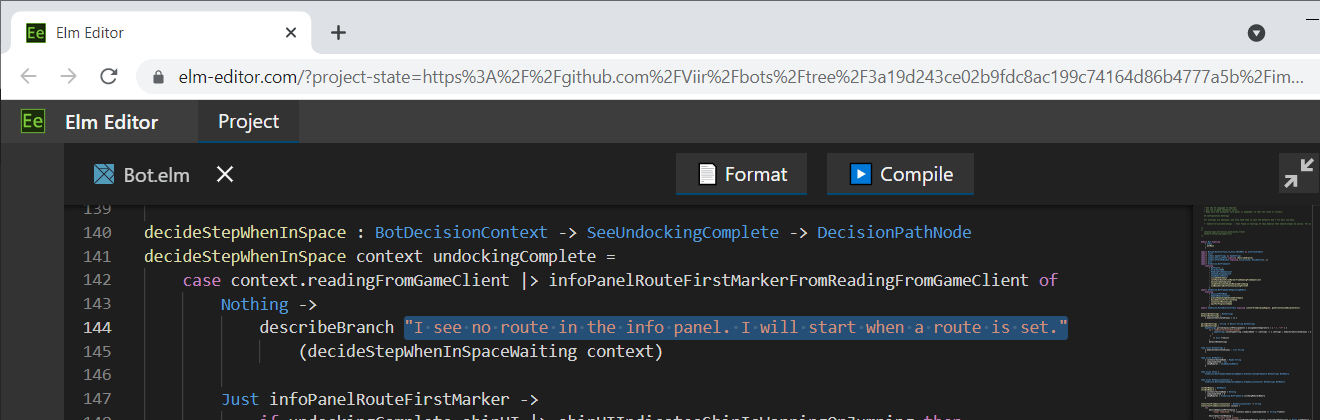 Ee Elm Editor
elm-editor.com/?project-state=https%3A%2F%2Fgithub.com%2FViir%2Fbots%2Ftree%2F3a19d243ce02b9fdc8ac199c74164d86b4777a5b%2Fim...
Ee Elm Editor Project
Bot.elm Format Compile
139
140 decideStepWhenInSpace : BotDecisionContext -> SeeUndockingComplete -> DecisionPathNode
141 decideStepWhenInSpace context undockingComplete =
142 case context.readingFromGameClient |> infoPanelRouteFirstMarkerFromReadingFromGameClient of
143 Nothing ->
144 describeBranch "I see no route in the info panel. I will start when a route is set."
145 (decideStepWhenInSpaceWaiting context)
146
147 Just infoPanelRouteFirstMarker ->